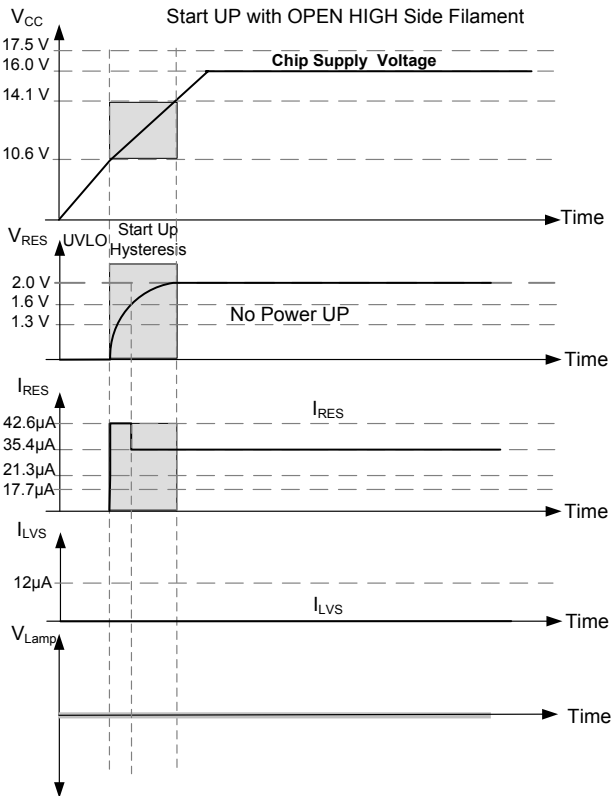 Start UP with OPEN HIGH Side Filament
VCC
17.5 V
16.0 V
Chip Supply Voltage
14.1 V
10.6 V
Time
VRES
UVLO
Start Up
Hysteresis
2.0 V
1.6 V
No Power UP
1.3 V
Time
IRES
IRES
42.6µA
35.4µA
21.3µA
17.7µA
Time
ILVS
12µA
ILVS
Time
VLamp
Time